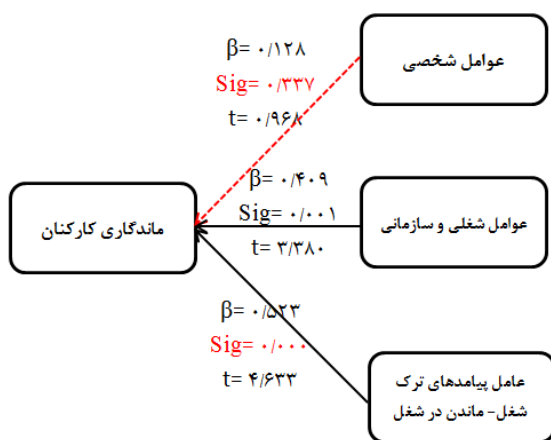 عوامل شخصی
β= ۰/۱۲۸
Sig= ۰/۳۳۷
t= ۰/۹۶۸
عوامل شغلی و سازمانی
β= ۰/۴۰۹
Sig= ۰/۰۰۱
t= ۳/۳۸۰
ماندگاری کارکنان
β= ۰/۵۲۳
Sig= ۰/۰۰۰
t= ۴/۶۳۳
عامل پیامدهای ترک
شغل- ماندن در شغل